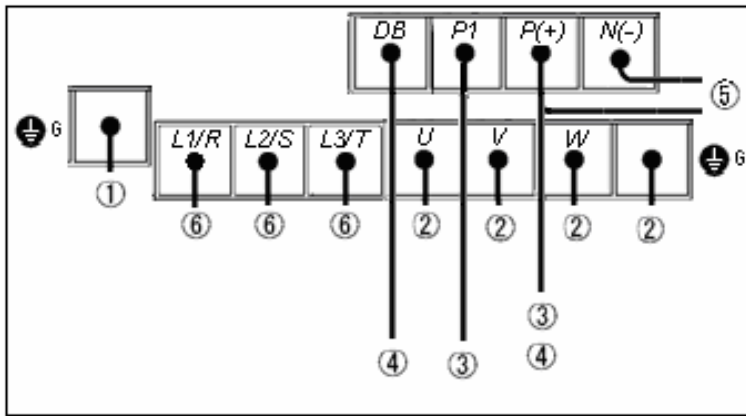 DB P1 P(+) N(-)
⑤
G
L1/R L2/S L3/T U V W
G
①
⑥ ⑥ ⑥ ② ② ② ②
③
④ ③ ④